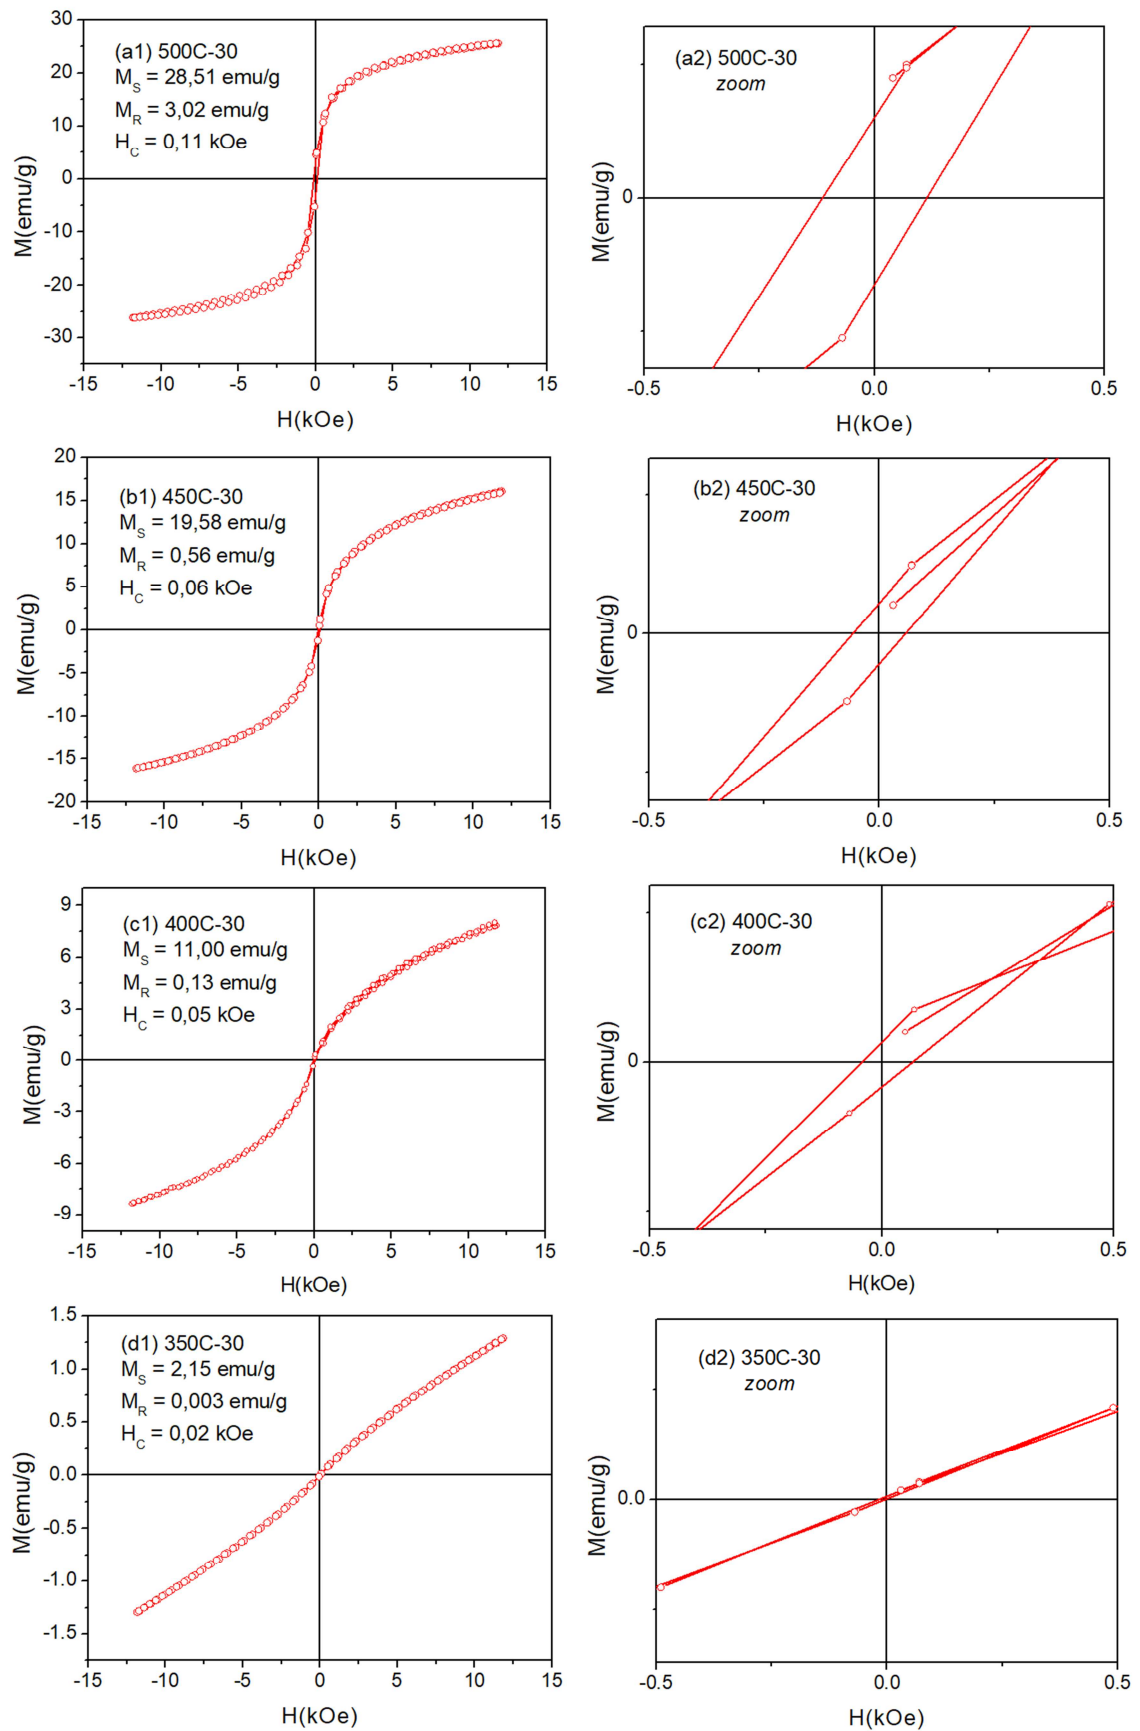 (a1) 500C-30
M_S = 28,51 emu/g
M_R = 3,02 emu/g
H_C = 0,11 kOe
30
20
10
0
-10
-20
-30
M(emu/g)
-15 -10 -5 0 5 10 15
H(kOe)
(a2) 500C-30
zoom
0
M(emu/g)
-0.5 0.0 0.5
H(kOe)
(b1) 450C-30
M_S = 19,58 emu/g
M_R = 0,56 emu/g
H_C = 0,06 kOe
20
15
10
5
0
-5
-10
-15
-20
M(emu/g)
-15 -10 -5 0 5 10 15
H(kOe)
(b2) 450C-30
zoom
0
M(emu/g)
-0.5 0.0 0.5
H(kOe)
(c1) 400C-30
M_S = 11,00 emu/g
M_R = 0,13 emu/g
H_C = 0,05 kOe
9
6
3
0
-3
-6
-9
M(emu/g)
-15 -10 -5 0 5 10 15
H(kOe)
(c2) 400C-30
zoom
0
M(emu/g)
-0.5 0.0 0.5
H(kOe)
(d1) 350C-30
M_S = 2,15 emu/g
M_R = 0,003 emu/g
H_C = 0,02 kOe
1.5
1.0
0.5
0.0
-0.5
-1.0
-1.5
M(emu/g)
-15 -10 -5 0 5 10 15
H(kOe)
(d2) 350C-30
zoom
0.0
M(emu/g)
-0.5 0.0 0.5
H(kOe)